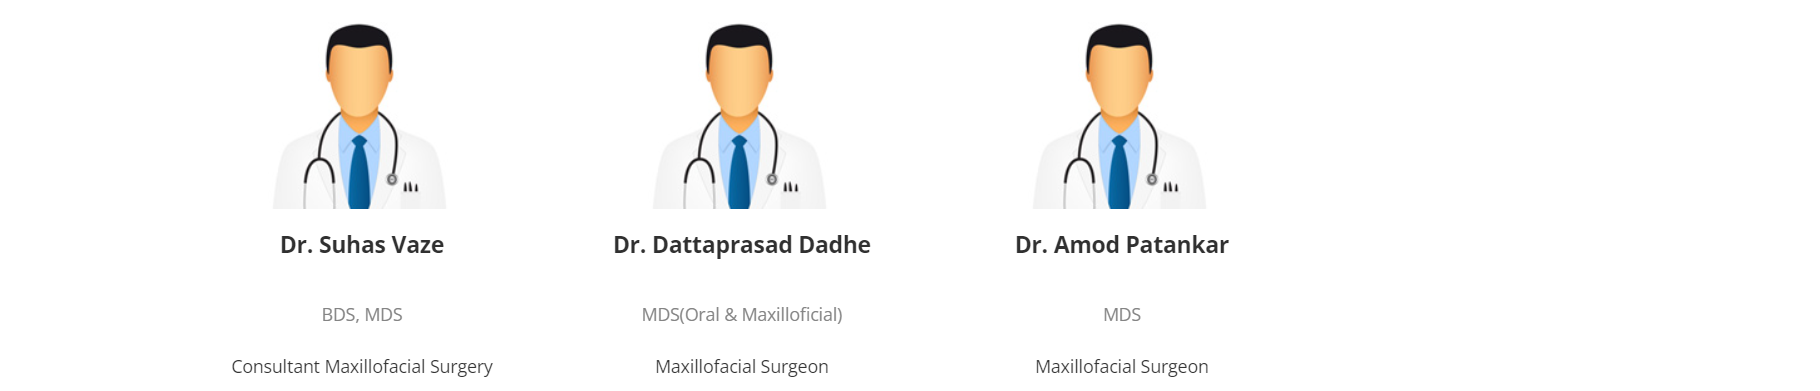 Dr. Suhas Vaze
Dr. Dattaprasad Dadhe
Dr. Amod Patankar
BDS, MDS
MDS(Oral & Maxilloficial)
MDS
Consultant Maxillofacial Surgery
Maxillofacial Surgeon
Maxillofacial Surgeon